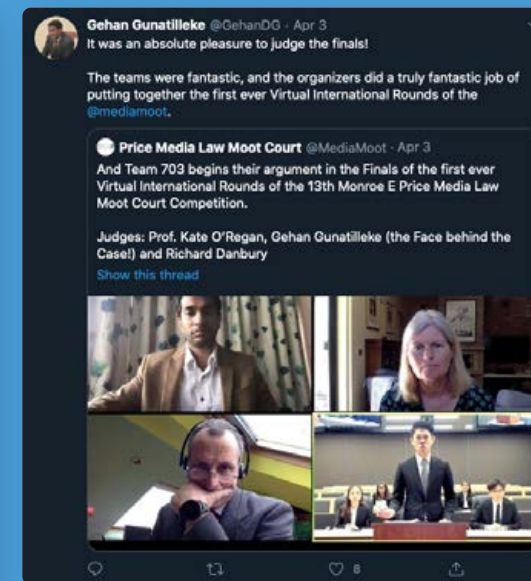 Gehan Gunatilleke @GehanDG · Apr 3
It was an absolute pleasure to judge the finals!
The teams were fantastic, and the organizers did a truly fantastic job of
putting together the first ever Virtual International Rounds of the
@mediamoot.
Price Media Law Moot Court @MediaMoot · Apr 3
And Team 703 begins their argument in the Finals of the first ever
Virtual International Rounds of the 13th Monroe E Price Media Law
Moot Court Competition.
Judges: Prof. Kate O'Regan, Gehan Gunatilleke (the Face behind the
Case!) and Richard Danbury
Show this thread
8